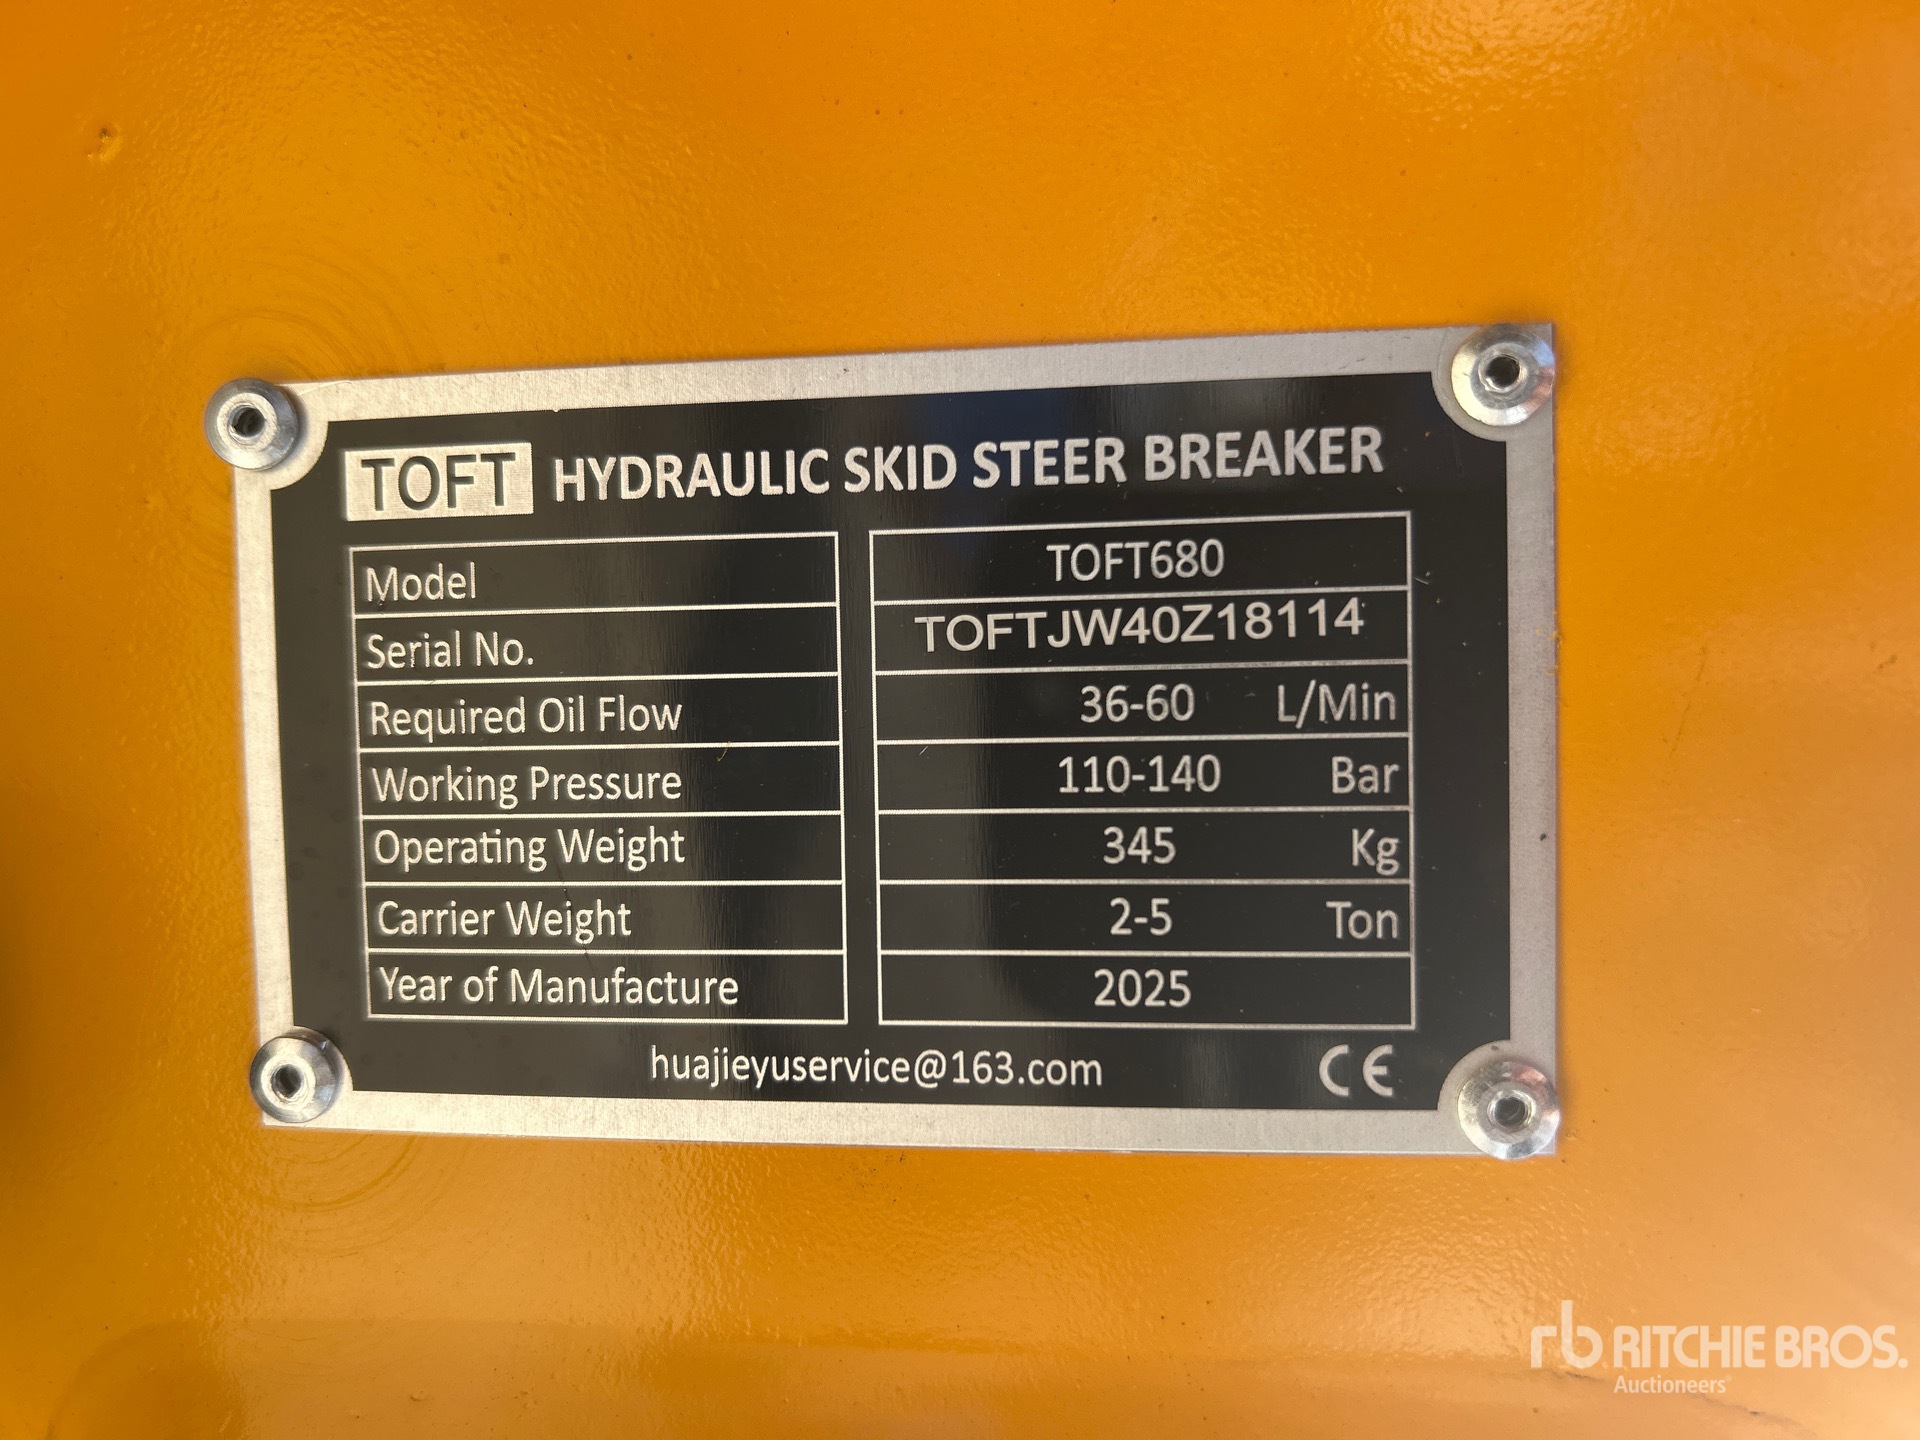 TOFT HYDRAULIC SKID STEER BREAKER
Model TOFT680
Serial No. TOFTJW40Z18114
Required Oil Flow 36-60 L/Min
Working Pressure 110-140 Bar
Operating Weight 345 Kg
Carrier Weight 2-5 Ton
Year of Manufacture 2025
huajieyuservice@163.com CE
rb RITCHIE BROS.
Auctioneers